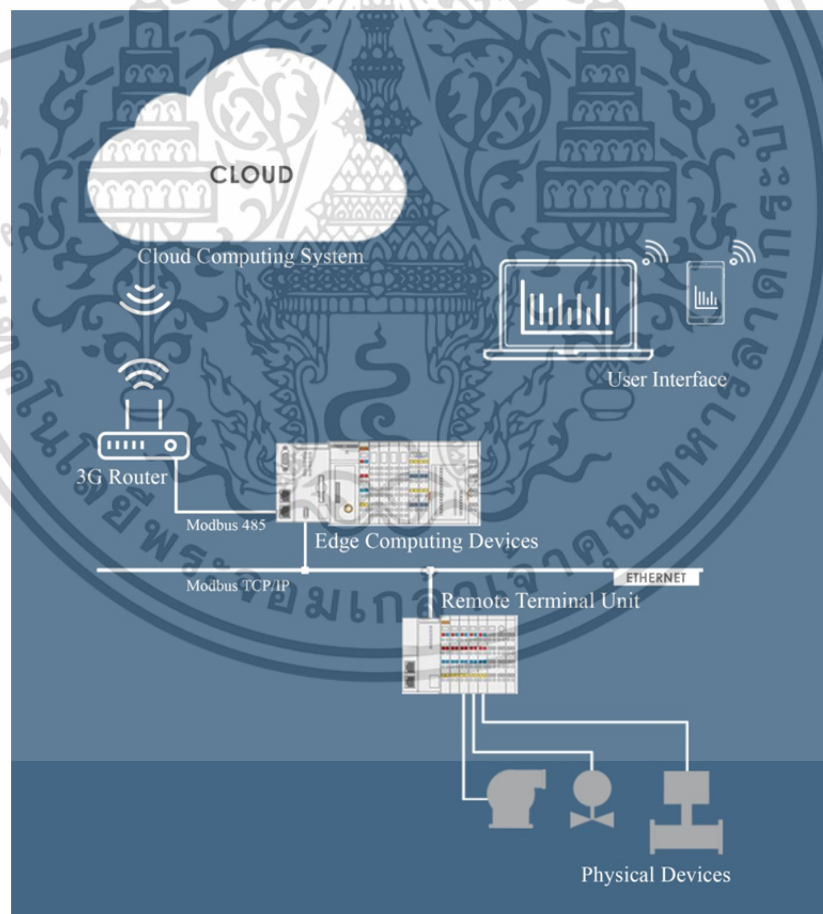 CLOUD
Cloud Computing System
User Interface
3G Router
Modbus 485
Edge Computing Devices
Modbus TCP/IP
ETHERNET
Remote Terminal Unit
Physical Devices